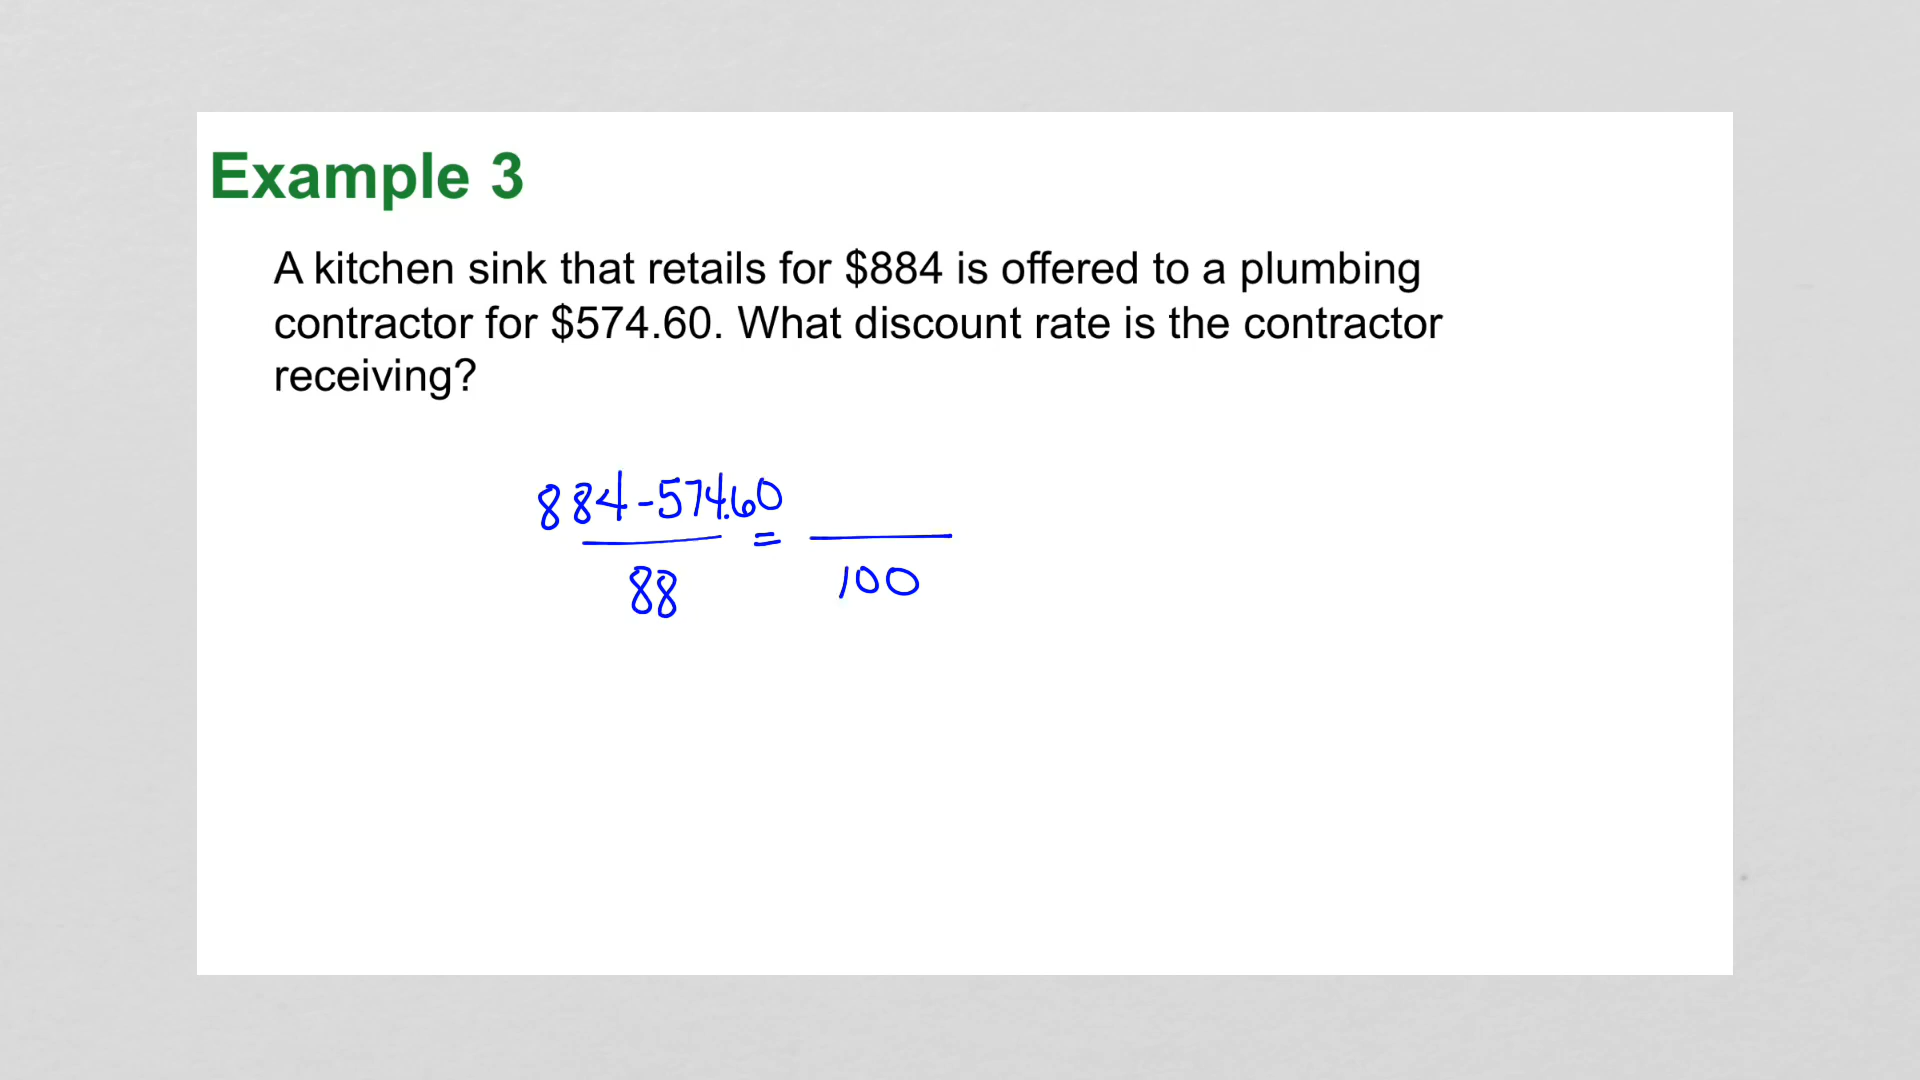 Example 3
A kitchen sink that retails for $884 is offered to a plumbing
contractor for $574.60. What discount rate is the contractor
receiving?
884-574.60
=
88
100